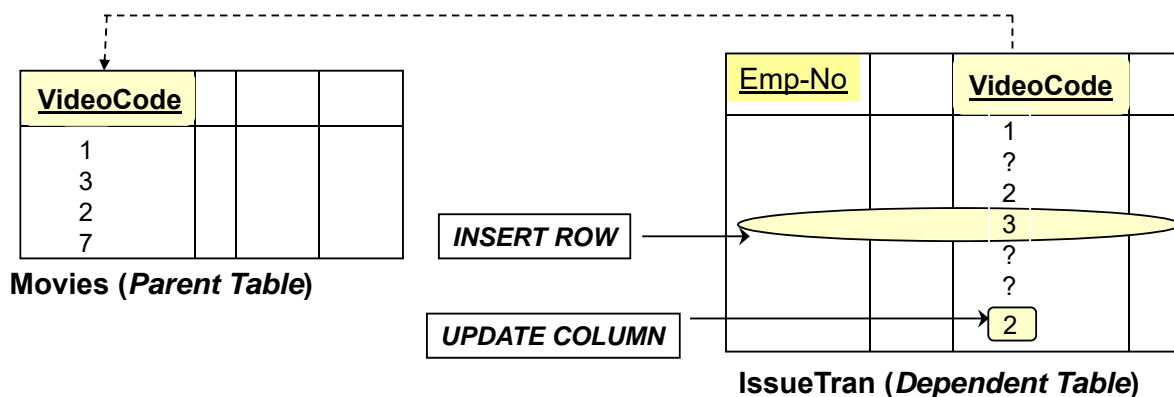 VideoCode
1
3
2
7
Movies (Parent Table)
INSERT ROW
UPDATE COLUMN
Emp-No
VideoCode
1
?
2
3
?
?
2
IssueTran (Dependent Table)